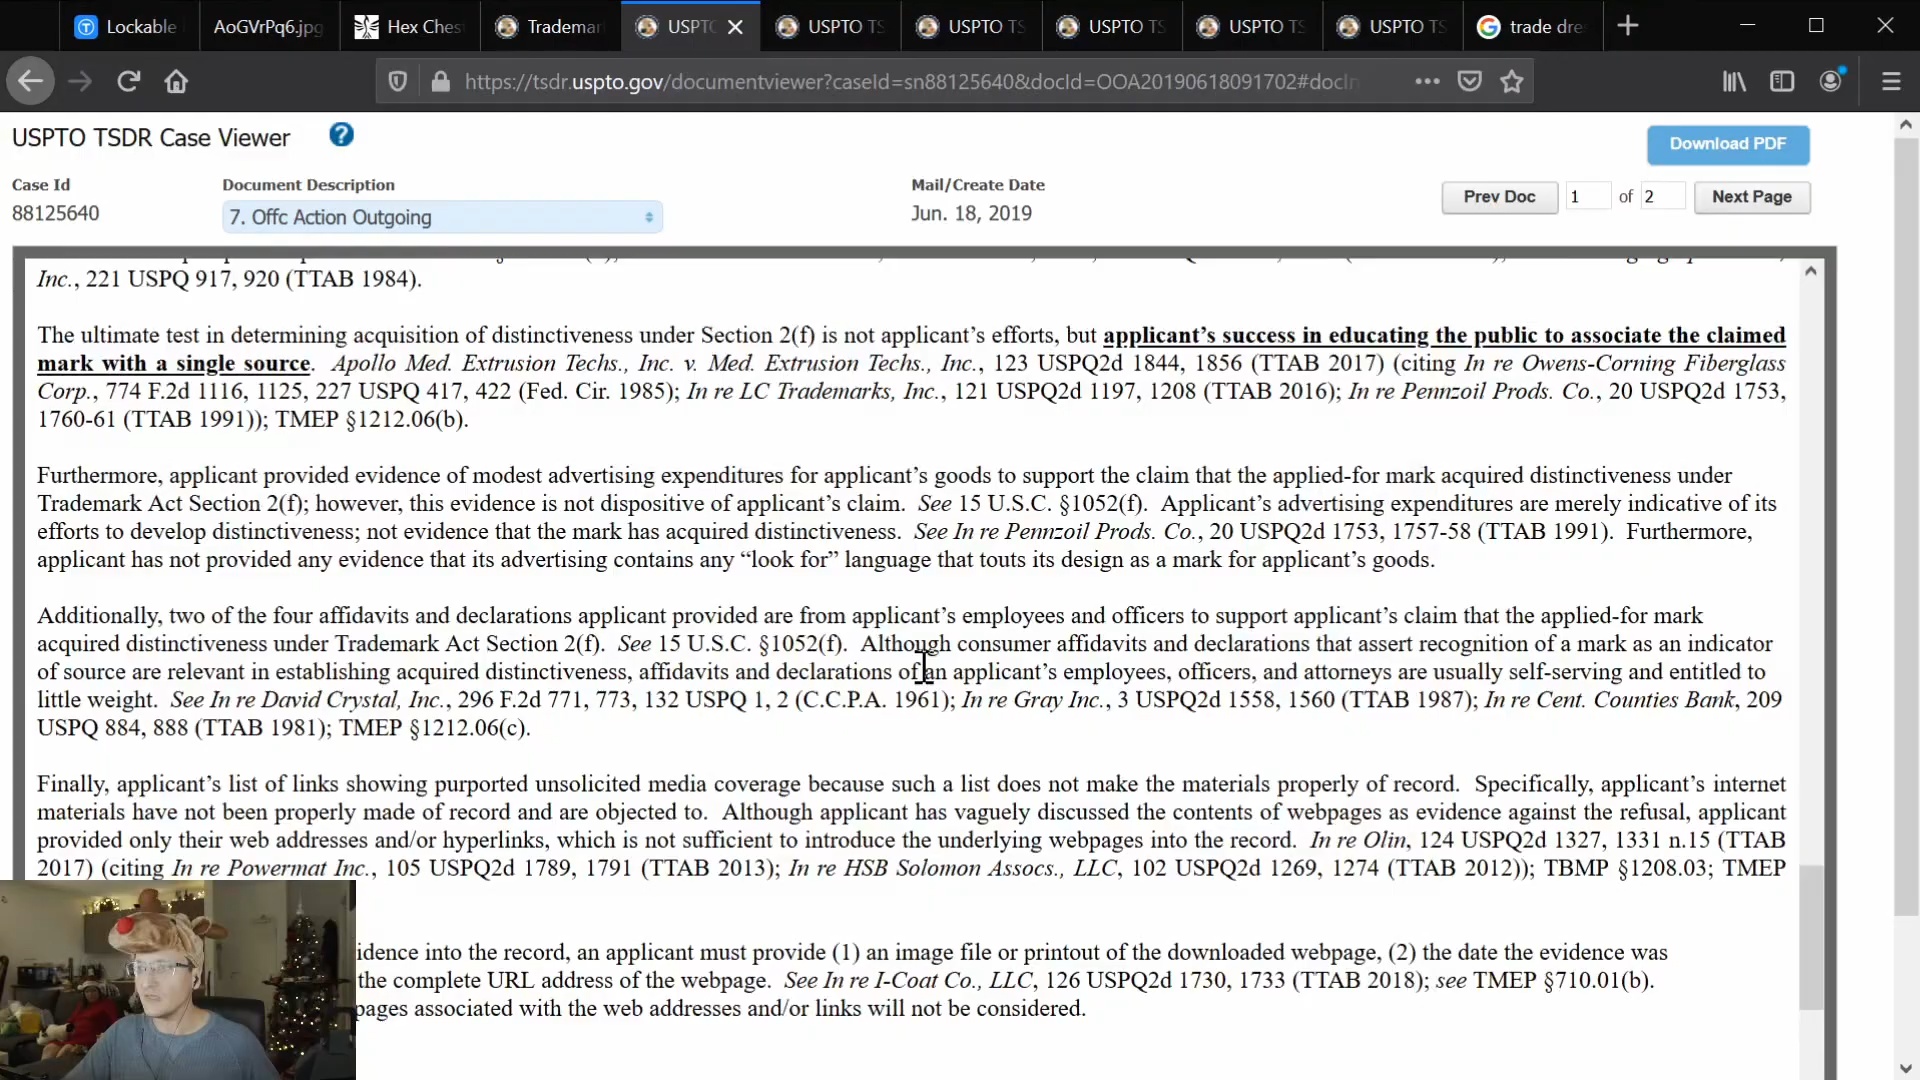 Lockable
AoGVrPq6.jpg
Hex Ches
Tradema
USPTO
USPTO TS
USPTO TS
USPTO TS
USPTO TS
USPTO TS
trade dre
https://tsdr.uspto.gov/documentviewer?caseId=sn88125640&docId=OOA20190618091702#docIn
USPTO TSDR Case Viewer
?
Download PDF
Case Id
Document Description
Mail/Create Date
88125640
7. Offc Action Outgoing
Jun. 18, 2019
Prev Doc 1 of 2 Next Page
Inc., 221 USPQ 917, 920 (TTAB 1984).
The ultimate test in determining acquisition of distinctiveness under Section 2(f) is not applicant’s efforts, but applicant’s success in educating the public to associate the claimed
mark with a single source. Apollo Med. Extrusion Techs., Inc. v. Med. Extrusion Techs., Inc., 123 USPQ2d 1844, 1856 (TTAB 2017) (citing In re Owens-Corning Fiberglass
Corp., 774 F.2d 1116, 1125, 227 USPQ 417, 422 (Fed. Cir. 1985); In re LC Trademarks, Inc., 121 USPQ2d 1197, 1208 (TTAB 2016); In re Pennzoil Prods. Co., 20 USPQ2d 1753,
1760-61 (TTAB 1991)); TMEP §1212.06(b).
Furthermore, applicant provided evidence of modest advertising expenditures for applicant’s goods to support the claim that the applied-for mark acquired distinctiveness under
Trademark Act Section 2(f); however, this evidence is not dispositive of applicant’s claim. See 15 U.S.C. §1052(f). Applicant’s advertising expenditures are merely indicative of its
efforts to develop distinctiveness; not evidence that the mark has acquired distinctiveness. See In re Pennzoil Prods. Co., 20 USPQ2d 1753, 1757-58 (TTAB 1991). Furthermore,
applicant has not provided any evidence that its advertising contains any “look for” language that touts its design as a mark for applicant’s goods.
Additionally, two of the four affidavits and declarations applicant provided are from applicant’s employees and officers to support applicant’s claim that the applied-for mark
acquired distinctiveness under Trademark Act Section 2(f). See 15 U.S.C. §1052(f). Although consumer affidavits and declarations that assert recognition of a mark as an indicator
of source are relevant in establishing acquired distinctiveness, affidavits and declarations of an applicant’s employees, officers, and attorneys are usually self-serving and entitled to
little weight. See In re David Crystal, Inc., 296 F.2d 771, 773, 132 USPQ 1, 2 (C.C.P.A. 1961); In re Gray Inc., 3 USPQ2d 1558, 1560 (TTAB 1987); In re Cent. Counties Bank, 209
USPQ 884, 888 (TTAB 1981); TMEP §1212.06(c).
Finally, applicant’s list of links showing purported unsolicited media coverage because such a list does not make the materials properly of record. Specifically, applicant’s internet
materials have not been properly made of record and are objected to. Although applicant has vaguely discussed the contents of webpages as evidence against the refusal, applicant
provided only their web addresses and/or hyperlinks, which is not sufficient to introduce the underlying webpages into the record. In re Olin, 124 USPQ2d 1327, 1331 n.15 (TTAB
2017) (citing In re Powermat Inc., 105 USPQ2d 1789, 1791 (TTAB 2013); In re HSB Solomon Assocs., LLC, 102 USPQ2d 1269, 1274 (TTAB 2012)); TBMP §1208.03; TMEP
idence into the record, an applicant must provide (1) an image file or printout of the downloaded webpage, (2) the date the evidence was
the complete URL address of the webpage. See In re I-Coat Co., LLC, 126 USPQ2d 1730, 1733 (TTAB 2018); see TMEP §710.01(b).
pages associated with the web addresses and/or links will not be considered.